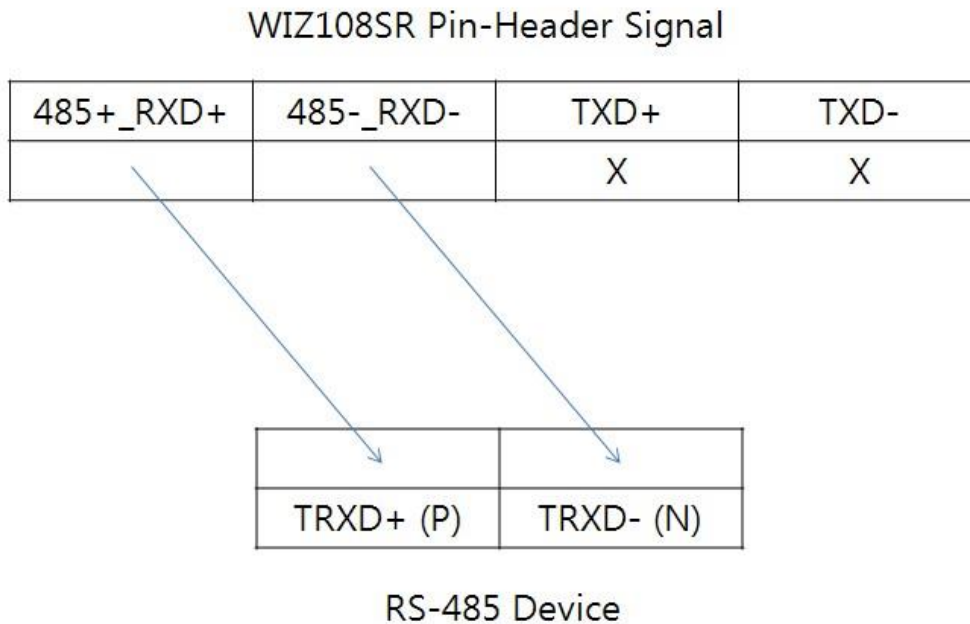 WIZ108SR Pin-Header Signal
485+_RXD+ 485-_RXD- TXD+ TXD-
X X
TRXD+ (P) TRXD- (N)
RS-485 Device